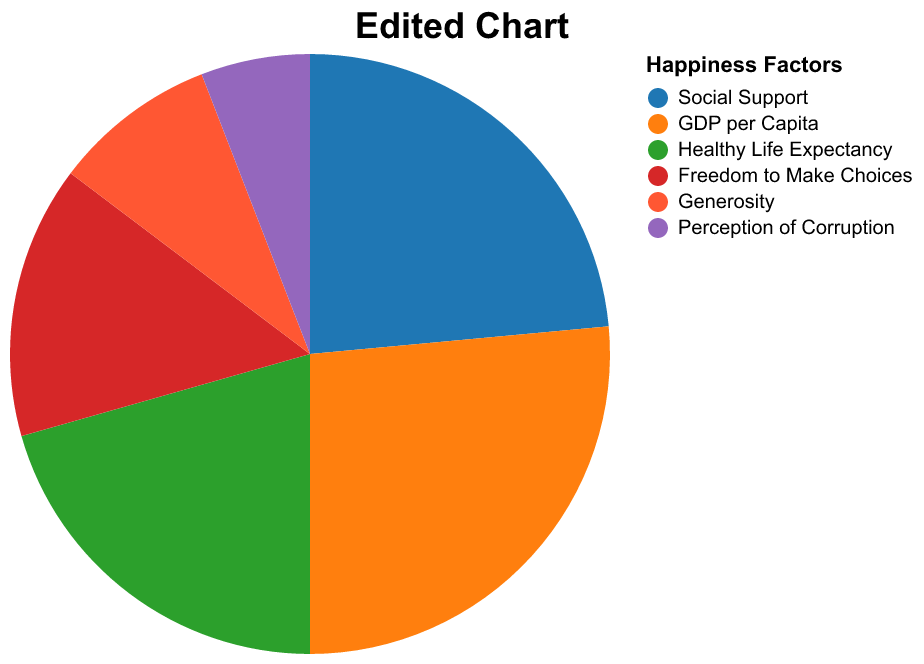 Edited Chart
Happiness Factors
Social Support
GDP per Capita
Healthy Life Expectancy
Freedom to Make Choices
Generosity
Perception of Corruption